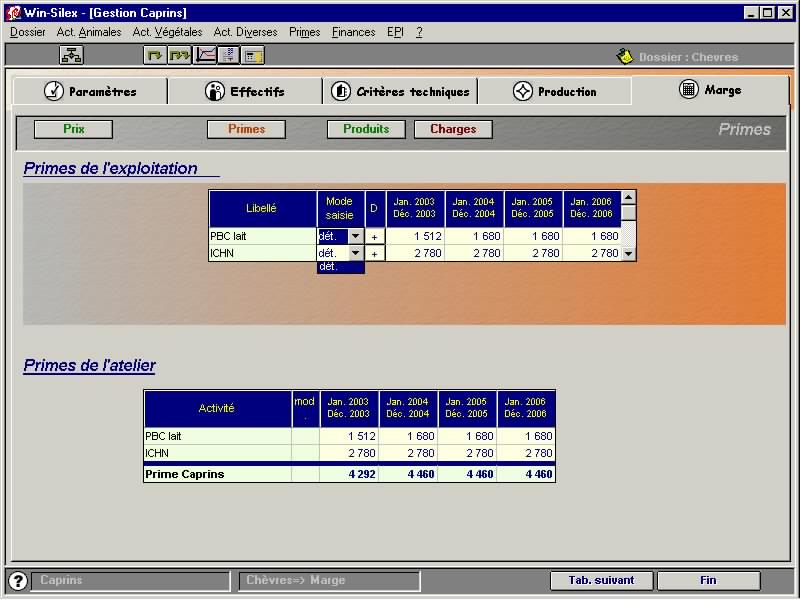 Win-Silex - [Gestion Caprins]
Dossier Act. Animales Act. Végétales Act. Diverses Primes Finances EPI ?
Dossier : Chevres
Paramètres Effectifs Critères techniques Production Marge
Prix Primes Produits Charges Primes
Primes de l'exploitation
Libellé Mode saisie D Jan. 2003 Déc. 2003 Jan. 2004 Déc. 2004 Jan. 2005 Déc. 2005 Jan. 2006 Déc. 2006
PBC lait dét. + 1 512 1 680 1 680 1 680
ICHN dét. + 2 780 2 780 2 780 2 780
dét.
Primes de l'atelier
Activité mod . Jan. 2003 Déc. 2003 Jan. 2004 Déc. 2004 Jan. 2005 Déc. 2005 Jan. 2006 Déc. 2006
PBC lait 1 512 1 680 1 680 1 680
ICHN 2 780 2 780 2 780 2 780
Prime Caprins 4 292 4 460 4 460 4 460
? Caprins Chèvres=> Marge Tab. suivant Fin